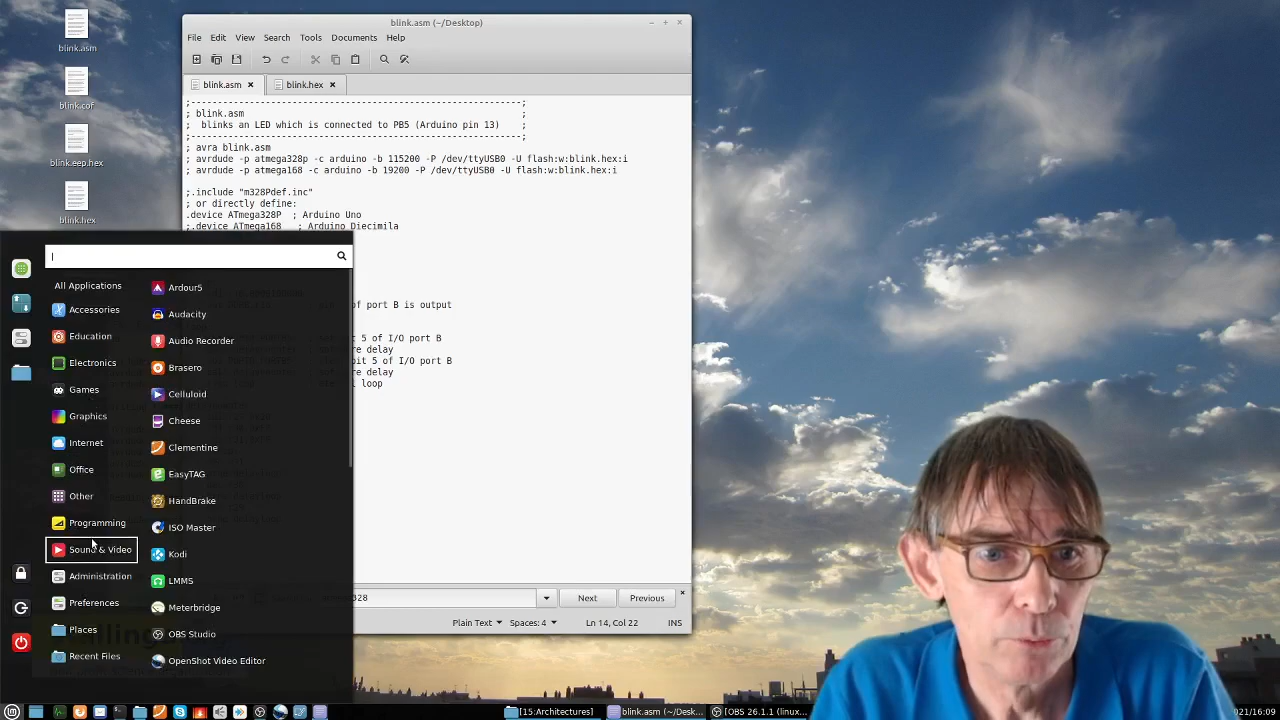 blink.asm
blink.cof
blink.eep.hex
blink.hex
blink.asm (~/Desktop)
File Edit View Search Tools Documents Help
blink.asm blink.hex
;---------------------------------------------------------------;
; blink.asm ;
; blinks an LED which is connected to PB5 (Arduino pin 13) ;
;---------------------------------------------------------------;
; avra blink.asm
; avrdude -p atmega328p -c arduino -b 115200 -P /dev/ttyUSB0 -U flash:w:blink.hex:i
; avrdude -p atmega168 -c arduino -b 19200 -P /dev/ttyUSB0 -U flash:w:blink.hex:i
;.include "m328Pdef.inc"
; or directly define:
.device ATmega328P ; Arduino Uno
;.device ATmega168 ; Arduino Diecimila
of port B is output
5 of I/O port B
delay
bit 5 of I/O port B
delay
loop
All Applications
Accessories
Education
Electronics
Games
Graphics
Internet
Office
Other
Programming
Sound & Video
Administration
Preferences
Places
Recent Files
Ardour5
Audacity
Audio Recorder
Brasero
Celluloid
Cheese
Clementine
EasyTAG
HandBrake
ISO Master
Kodi
LMMS
Meterbridge
OBS Studio
OpenShot Video Editor
328 Next Previous
Plain Text Spaces: 4 Ln 14, Col 22 INS
[15:Architectures] blink.asm (~/Desk... [OBS 26.1.1 (linux... 021/16:09